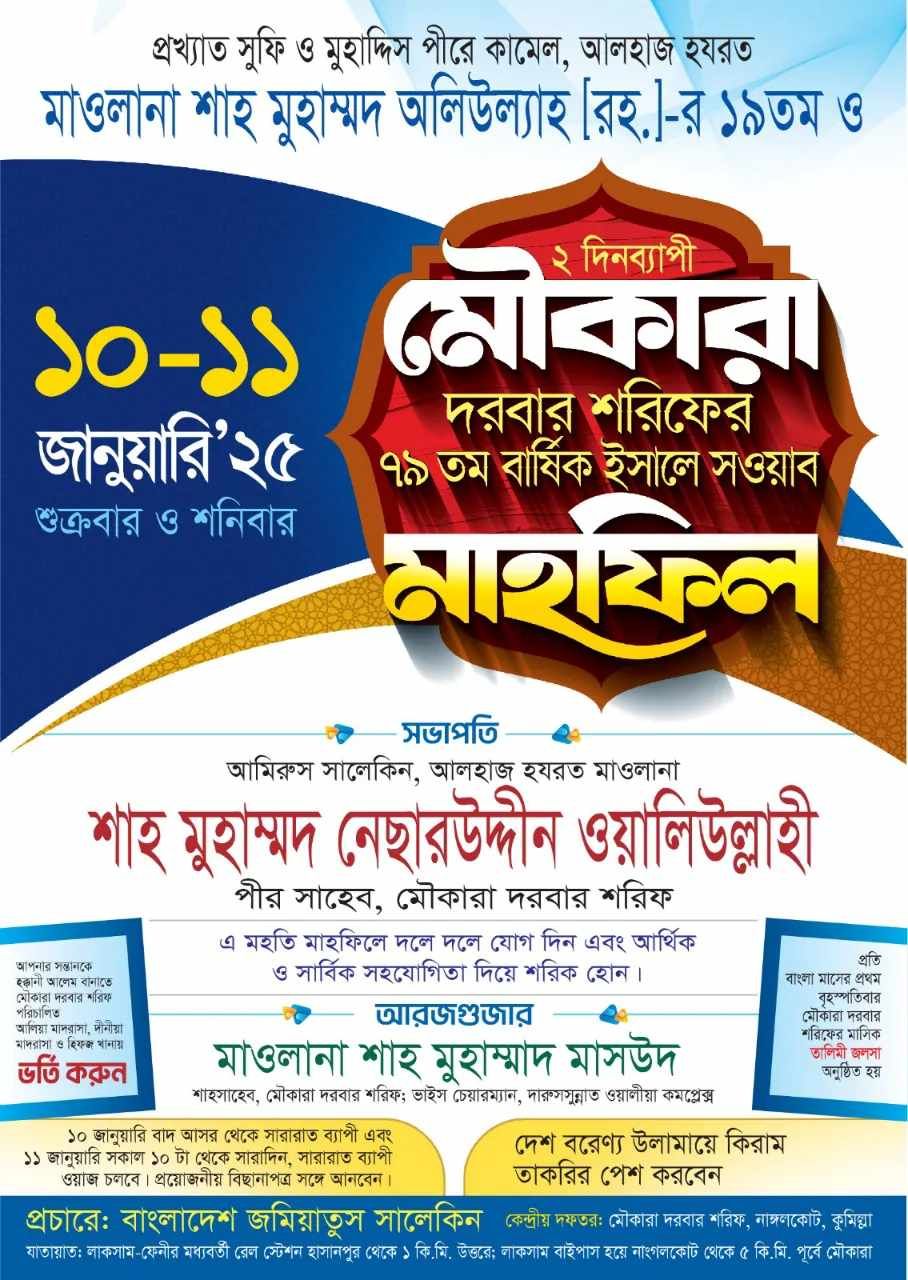 প্রখ্যাত সুফি ও মুহাদ্দিস পীরে কামেল, আলহাজ হযরত
মাওলানা শাহ মুহাম্মদ অলিউল্যাহ [রহ.]-র ১৯তম ও
২ দিনব্যাপী
মৌকারা
দরবার শরিফের
৭৯ তম বার্ষিক ইসালে সওয়াব
মাহফিল
১০-১১
জানুয়ারি’২৫
শুক্রবার ও শনিবার
সভাপতি
আমিরুস সালেকিন, আলহাজ হযরত মাওলানা
শাহ মুহাম্মদ নেছারউদ্দীন ওয়ালিউল্লাহী
পীর সাহেব, মৌকারা দরবার শরিফ
এ মহতি মাহফিলে দলে দলে যোগ দিন এবং আর্থিক
ও সার্বিক সহযোগিতা দিয়ে শরিক হোন।
আপনার সন্তানকে
হক্কানী আলেম বানাতে
মৌকারা দরবার শরিফ
পরিচালিত
আলিয়া মাদরাসা, দীনীয়া
মাদরাসা ও হিফজ খানায়
ভর্তি করুন
আরজগুজার
মাওলানা শাহ মুহাম্মাদ মাসউদ
শাহসাহেব, মৌকারা দরবার শরিফ; ভাইস চেয়ারম্যান, দারুসসুন্নাত ওয়ালীয়া কমপ্লেক্স
প্রতি
বাংলা মাসের প্রথম
বৃহস্পতিবার
মৌকারা দরবার
শরিফের মাসিক
তালিমী জলসা
অনুষ্ঠিত হয়
১০ জানুয়ারি বাদ আসর থেকে সারারাত ব্যাপী এবং
১১ জানুয়ারি সকাল ১০ টা থেকে সারাদিন, সারারাত ব্যাপী
ওয়াজ চলবে। প্রয়োজনীয় বিছানাপত্র সঙ্গে আনবেন।
দেশ বরেণ্য উলামায়ে কিরাম
তাকরির পেশ করবেন
প্রচারে: বাংলাদেশ জমিয়াতুস সালেকিন কেন্দ্রীয় দফতর: মৌকারা দরবার শরিফ, নাঙ্গলকোট, কুমিল্লা
যাতায়াত: লাকসাম-ফেনীর মধ্যবর্তী রেল স্টেশন হাসানপুর থেকে ১ কি.মি. উত্তরে; লাকসাম বাইপাস হয়ে নাংগলকোট থেকে ৫ কি.মি. পূর্বে মৌকারা